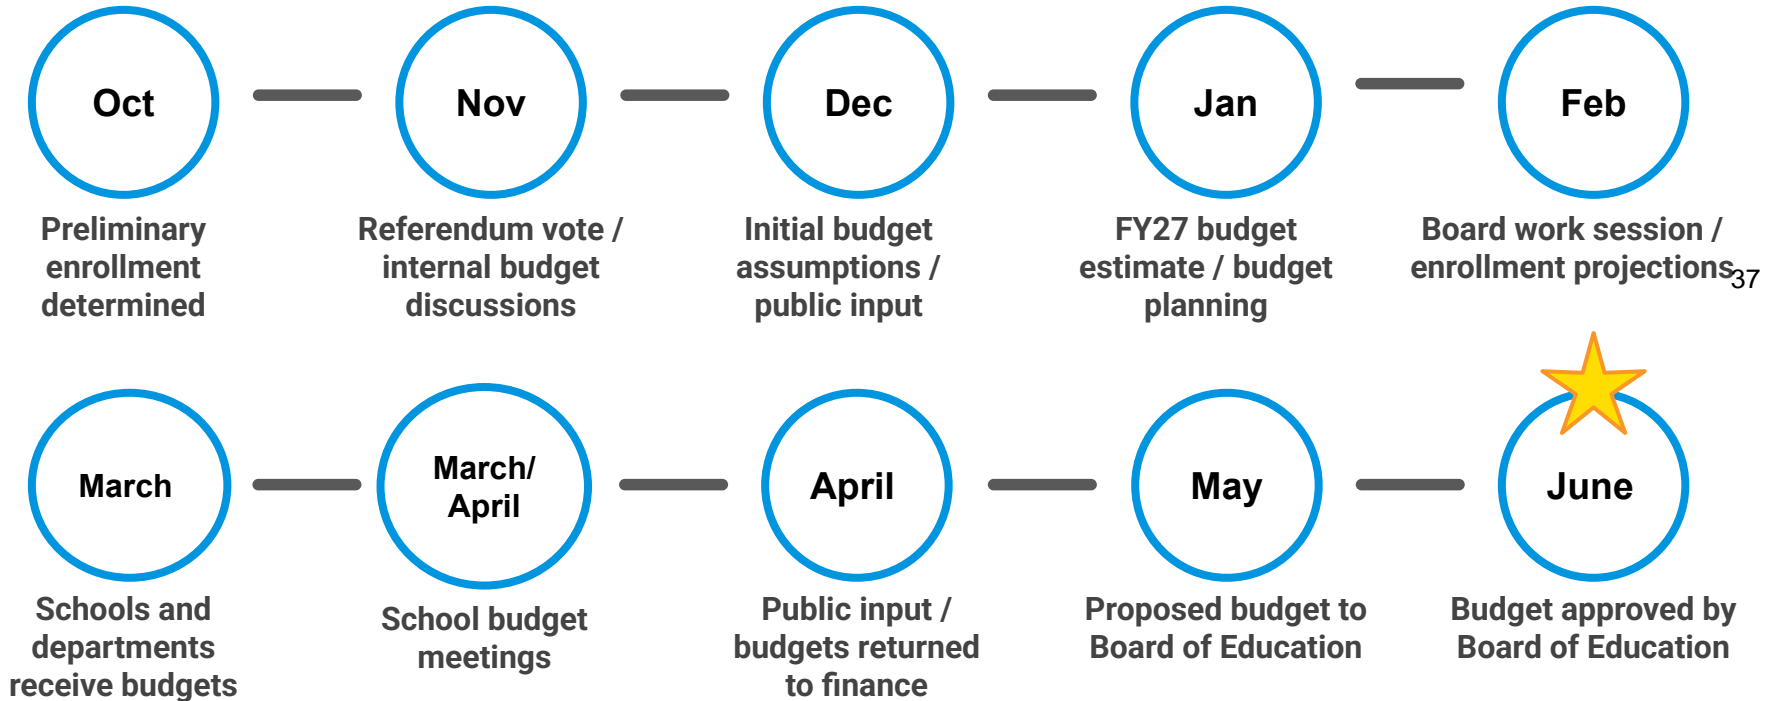 Oct
Nov
Dec
Jan
Feb
Preliminary
enrollment
determined
Referendum vote /
internal budget
discussions
Initial budget
assumptions /
public input
FY27 budget
estimate / budget
planning
Board work session /
enrollment projections
37
March
March/
April
April
May
June
Schools and
departments
receive budgets
School budget
meetings
Public input /
budgets returned
to finance
Proposed budget to
Board of Education
Budget approved by
Board of Education